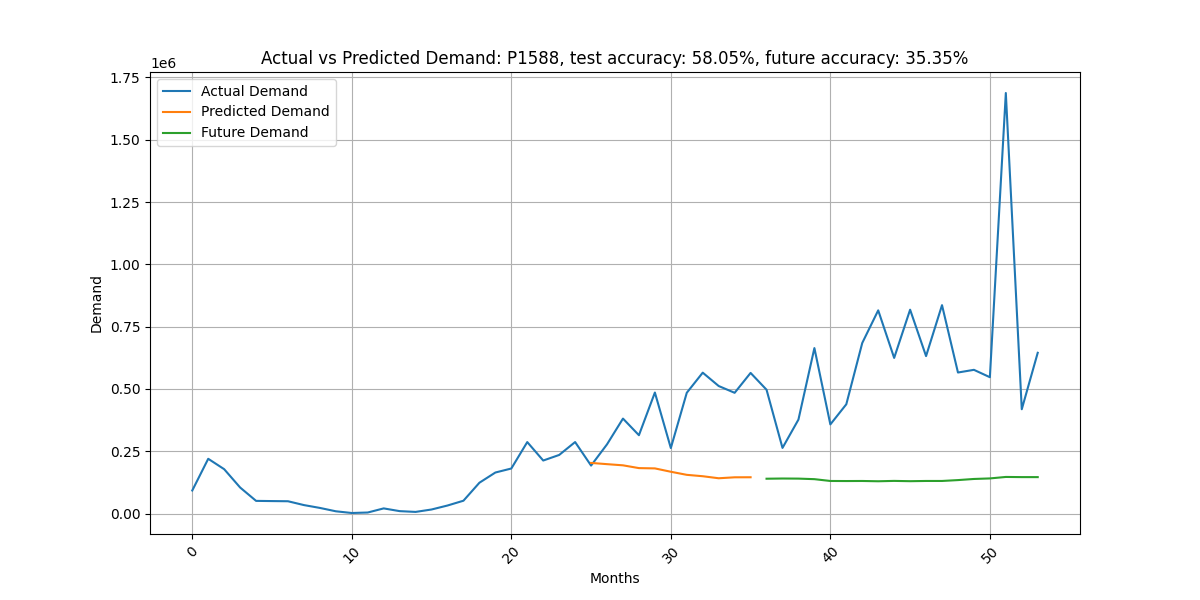 Actual vs Predicted Demand: P1588, test accuracy: 58.05%, future accuracy: 35.35%
1e6
Actual Demand
Predicted Demand
Future Demand
1.75
1.50
1.25
1.00
0.75
0.50
0.25
0.00
Demand
0
10
20
30
40
50
Months